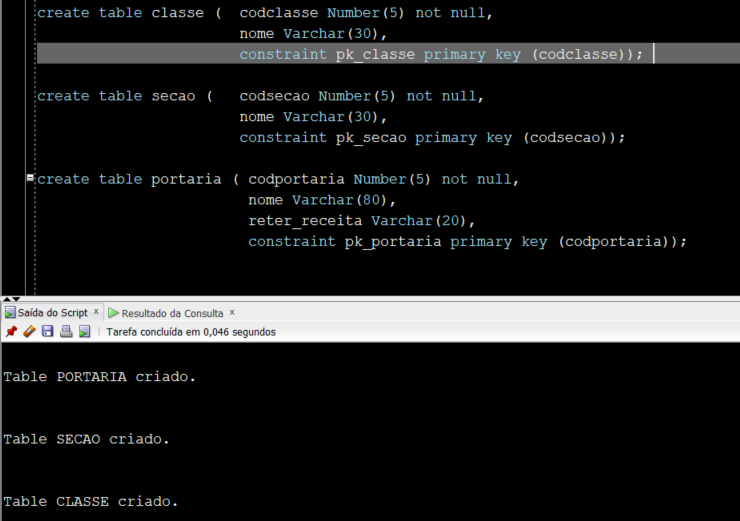 create table classe (  codclasse Number(5) not null,
nome Varchar(30),
constraint pk_classe primary key (codclasse));
create table secao (   codsecao Number(5) not null,
nome Varchar(30),
constraint pk_secao primary key (codsecao));
create table portaria ( codportaria Number(5) not null,
nome Varchar(80),
reter_receita Varchar(20),
constraint pk_portaria primary key (codportaria));
Saída do Script x Resultado da Consulta x
Tarefa concluída em 0,046 segundos
Table PORTARIA criado.
Table SECAO criado.
Table CLASSE criado.